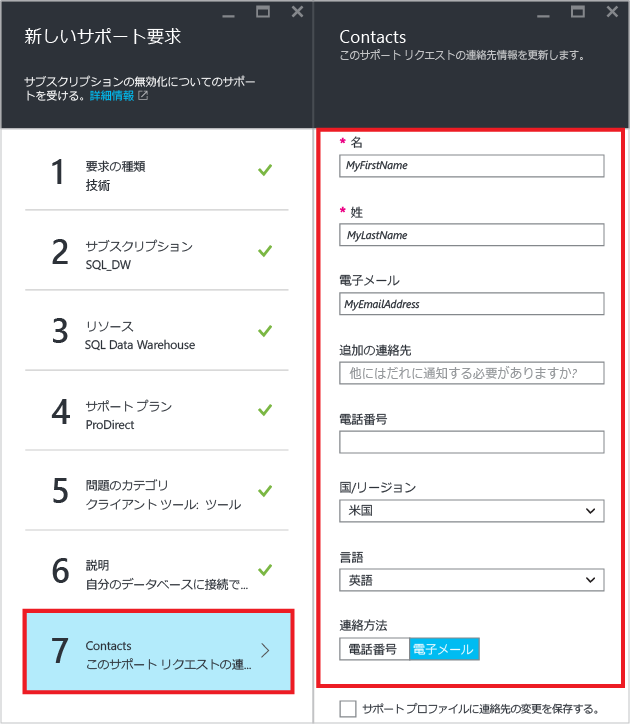 新しいサポート要求
サブスクリプションの無効化についてのサポー
トを受ける。詳細情報
1
要求の種類
技術
2
サブスクリプション
SQL_DW
3
リソース
SQL Data Warehouse
4
サポート プラン
ProDirect
5
問題のカテゴリ
クライアント ツール: ツール
6
説明
自分のデータベースに接続で...
7
Contacts
このサポート リクエストの連...
Contacts
このサポート リクエストの連絡先情報を更新します。
* 名
MyFirstName
* 姓
MyLastName
電子メール
MyEmailAddress
追加の連絡先
他にはだれに通知する必要がありますか?
電話番号
国/リージョン
米国
言語
英語
連絡方法
電話番号 電子メール
サポート プロファイルに連絡先の変更を保存する。